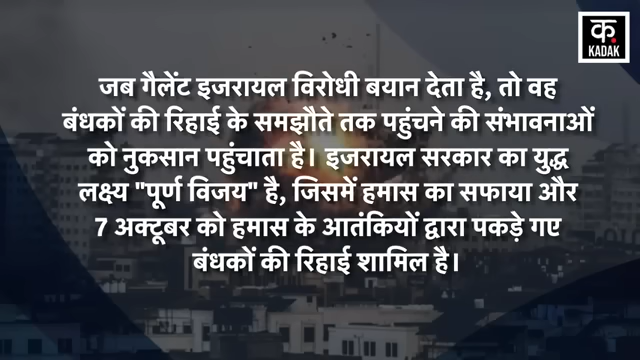 क.
KADAK
जब गैलेंट इजरायल विरोधी बयान देता है, तो वह
बंधकों की रिहाई के समझौते तक पहुंचने की संभावनाओं
को नुकसान पहुंचाता है। इजरायल सरकार का युद्ध
लक्ष्य "पूर्ण विजय" है, जिसमें हमास का सफाया और
7 अक्टूबर को हमास के आतंकियों द्वारा पकड़े गए
बंधकों की रिहाई शामिल है।